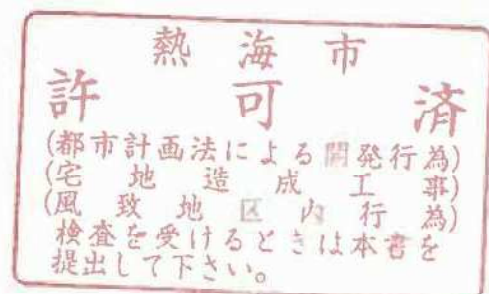 熱海市
許可済
(都市計画法による開発行為)
(宅地造成工事)
(風致地区内行為)
検査を受けるときは本書を
提出して下さい。